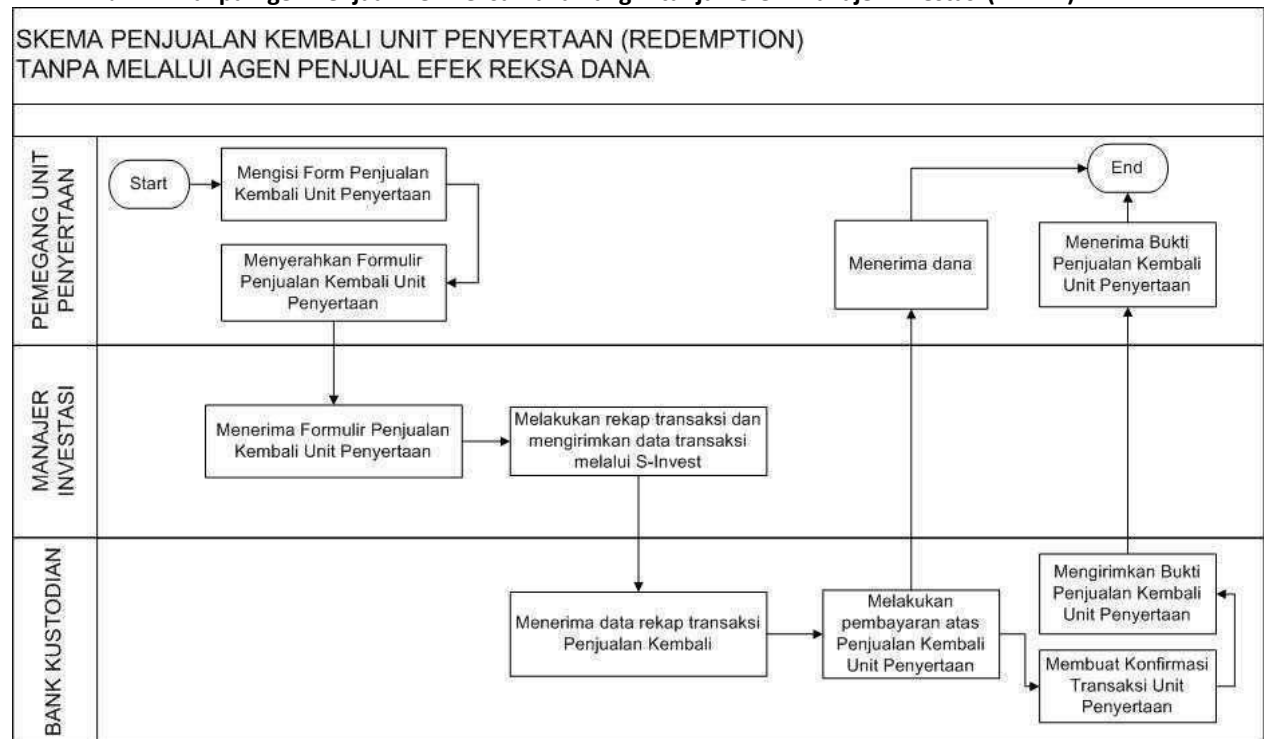 SKEMA PENJUALAN KEMBALI UNIT PENYERTAAN (REDEMPTION)
TANPA MELALUI AGEN PENJUAL EFEK REKSA DANA
PEMEGANG UNIT
PENYERTAAN
Start
Mengisi Form Penjualan
Kembali Unit Penyertaan
Menyerahkan Formulir
Penjualan Kembali Unit
Penyertaan
Menerima dana
End
Menerima Bukti
Penjualan Kembali
Unit Penyertaan
MANAJER
INVESTASI
Menerima Formulir Penjualan
Kembali Unit Penyertaan
Melakukan rekap transaksi dan
mengirimkan data transaksi
melalui S-Invest
BANK KUSTODIAN
Menerima data rekap transaksi
Penjualan Kembali
Melakukan
pembayaran atas
Penjualan Kembali
Unit Penyertaan
Mengirimkan Bukti
Penjualan Kembali
Unit Penyertaan
Membuat Konfirmasi
Transaksi Unit
Penyertaan